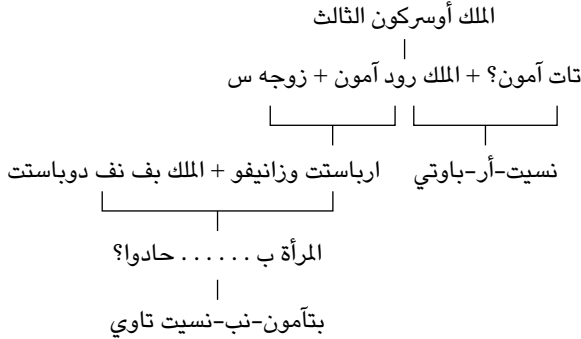 الملك أوسركون الثالث
تات آمون؟ + الملك رود آمون + زوجه س
نسيت-أر-باوتي
ارباستت وزانيفو + الملك بف نف دوباستت
المرأة ب ...... حادوا؟
بتآمون-نب-نسيت تاوي